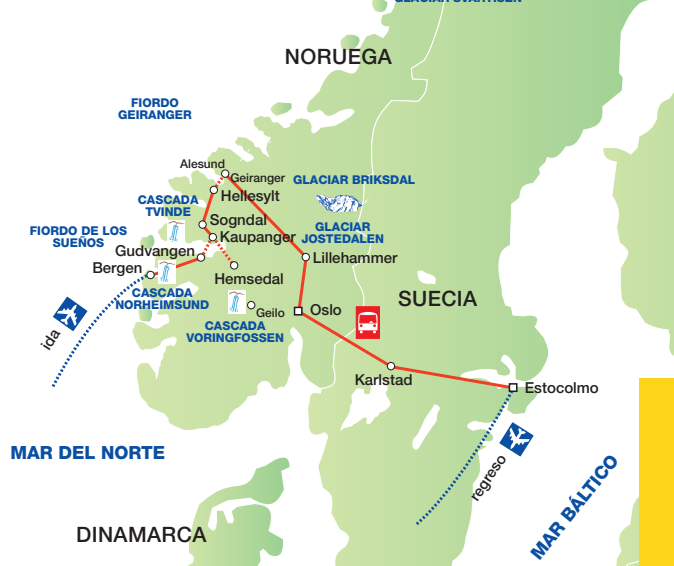 GLACIAR SVARTISEN
NORUEGA
FIORDO
GEIRANGER
Alesund
Geiranger
GLACIAR BRIKSDAL
Hellesylt
CASCADA
TVINDE
Sogndal
GLACIAR
JOSTEDALEN
FIORDO DE LOS
SUEÑOS
Kaupanger
Gudvangen
Lillehammer
Bergen
Hemsedal
CASCADA
NORHEIMSUND
SUECIA
Geilo
Oslo
CASCADA
VORINGFOSSEN
ida
Karlstad
Estocolmo
MAR DEL NORTE
regreso
MAR BÁLTICO
DINAMARCA